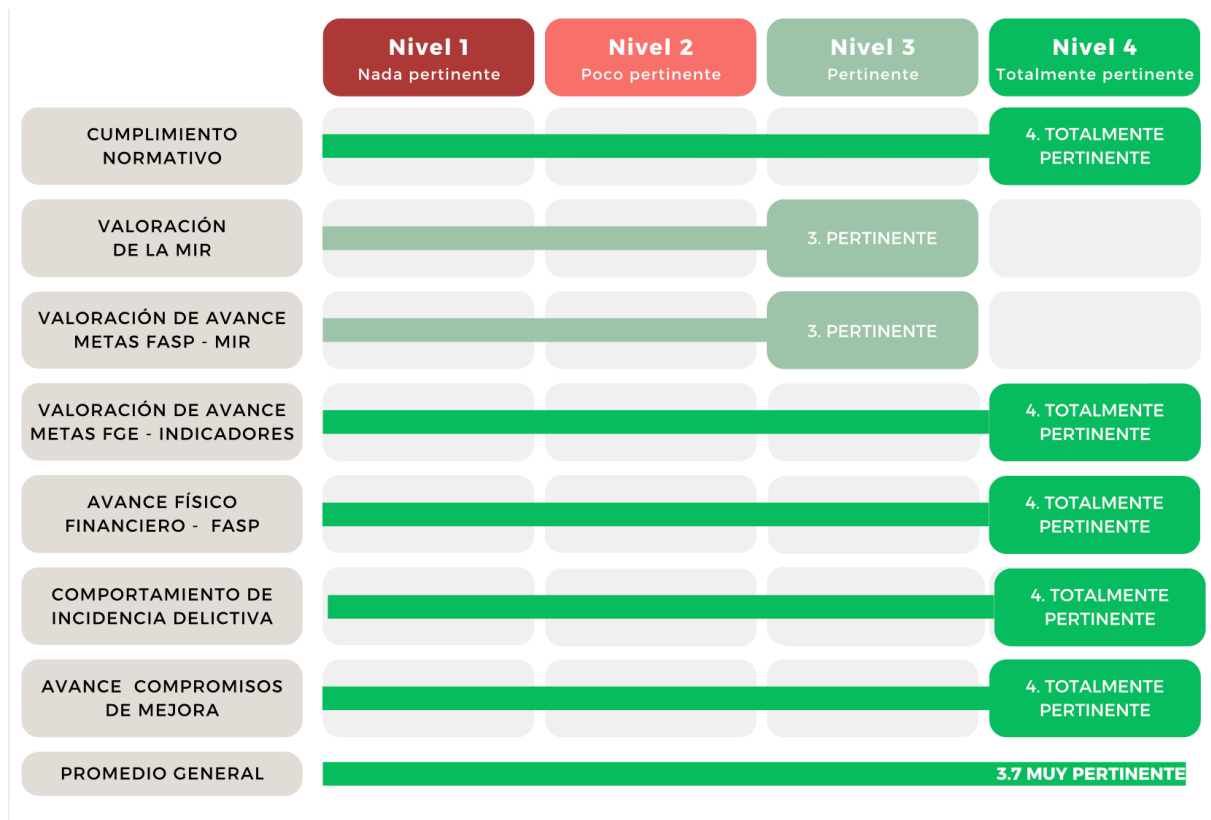 Nivel 1
Nada pertinente
Nivel 2
Poco pertinente
Nivel 3
Pertinente
Nivel 4
Totalmente pertinente
CUMPLIMIENTO
NORMATIVO
4. TOTALMENTE
PERTINENTE
VALORACIÓN
DE LA MIR
3. PERTINENTE
VALORACIÓN DE AVANCE
METAS FASP - MIR
3. PERTINENTE
VALORACIÓN DE AVANCE
METAS FGE - INDICADORES
4. TOTALMENTE
PERTINENTE
AVANCE FÍSICO
FINANCIERO - FASP
4. TOTALMENTE
PERTINENTE
COMPORTAMIENTO DE
INCIDENCIA DELICTIVA
4. TOTALMENTE
PERTINENTE
AVANCE COMPROMISOS
DE MEJORA
4. TOTALMENTE
PERTINENTE
PROMEDIO GENERAL
3.7 MUY PERTINENTE